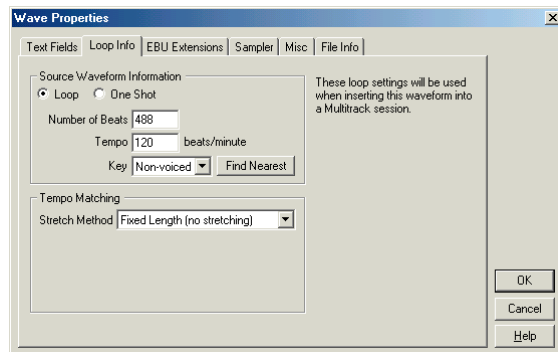 Wave Properties
Text Fields Loop Info EBU Extensions Sampler Misc File Info
Source Waveform Information
Loop One Shot
Number of Beats 488
Tempo 120 beats/minute
Key Non-voiced Find Nearest
These loop settings will be used
when inserting this waveform into
a Multitrack session.
Tempo Matching
Stretch Method Fixed Length (no stretching)
OK
Cancel
Help